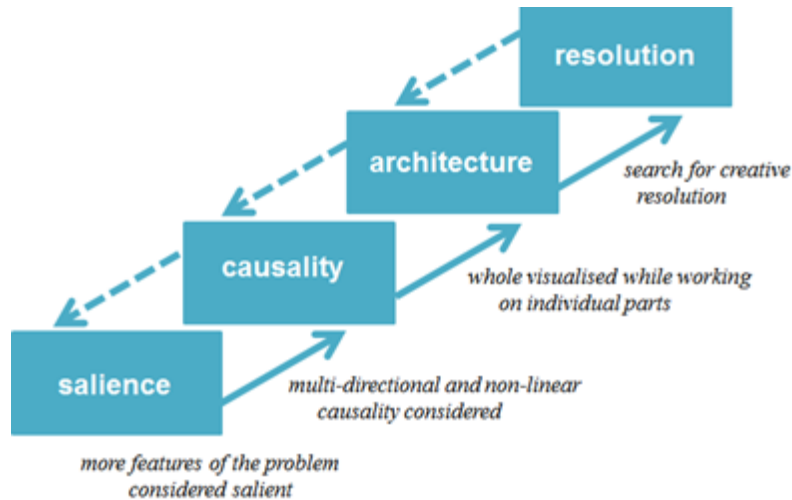 resolution
search for creative
resolution
architecture
whole visualised while working
on individual parts
causality
multi-directional and non-linear
causality considered
salience
more features of the problem
considered salient